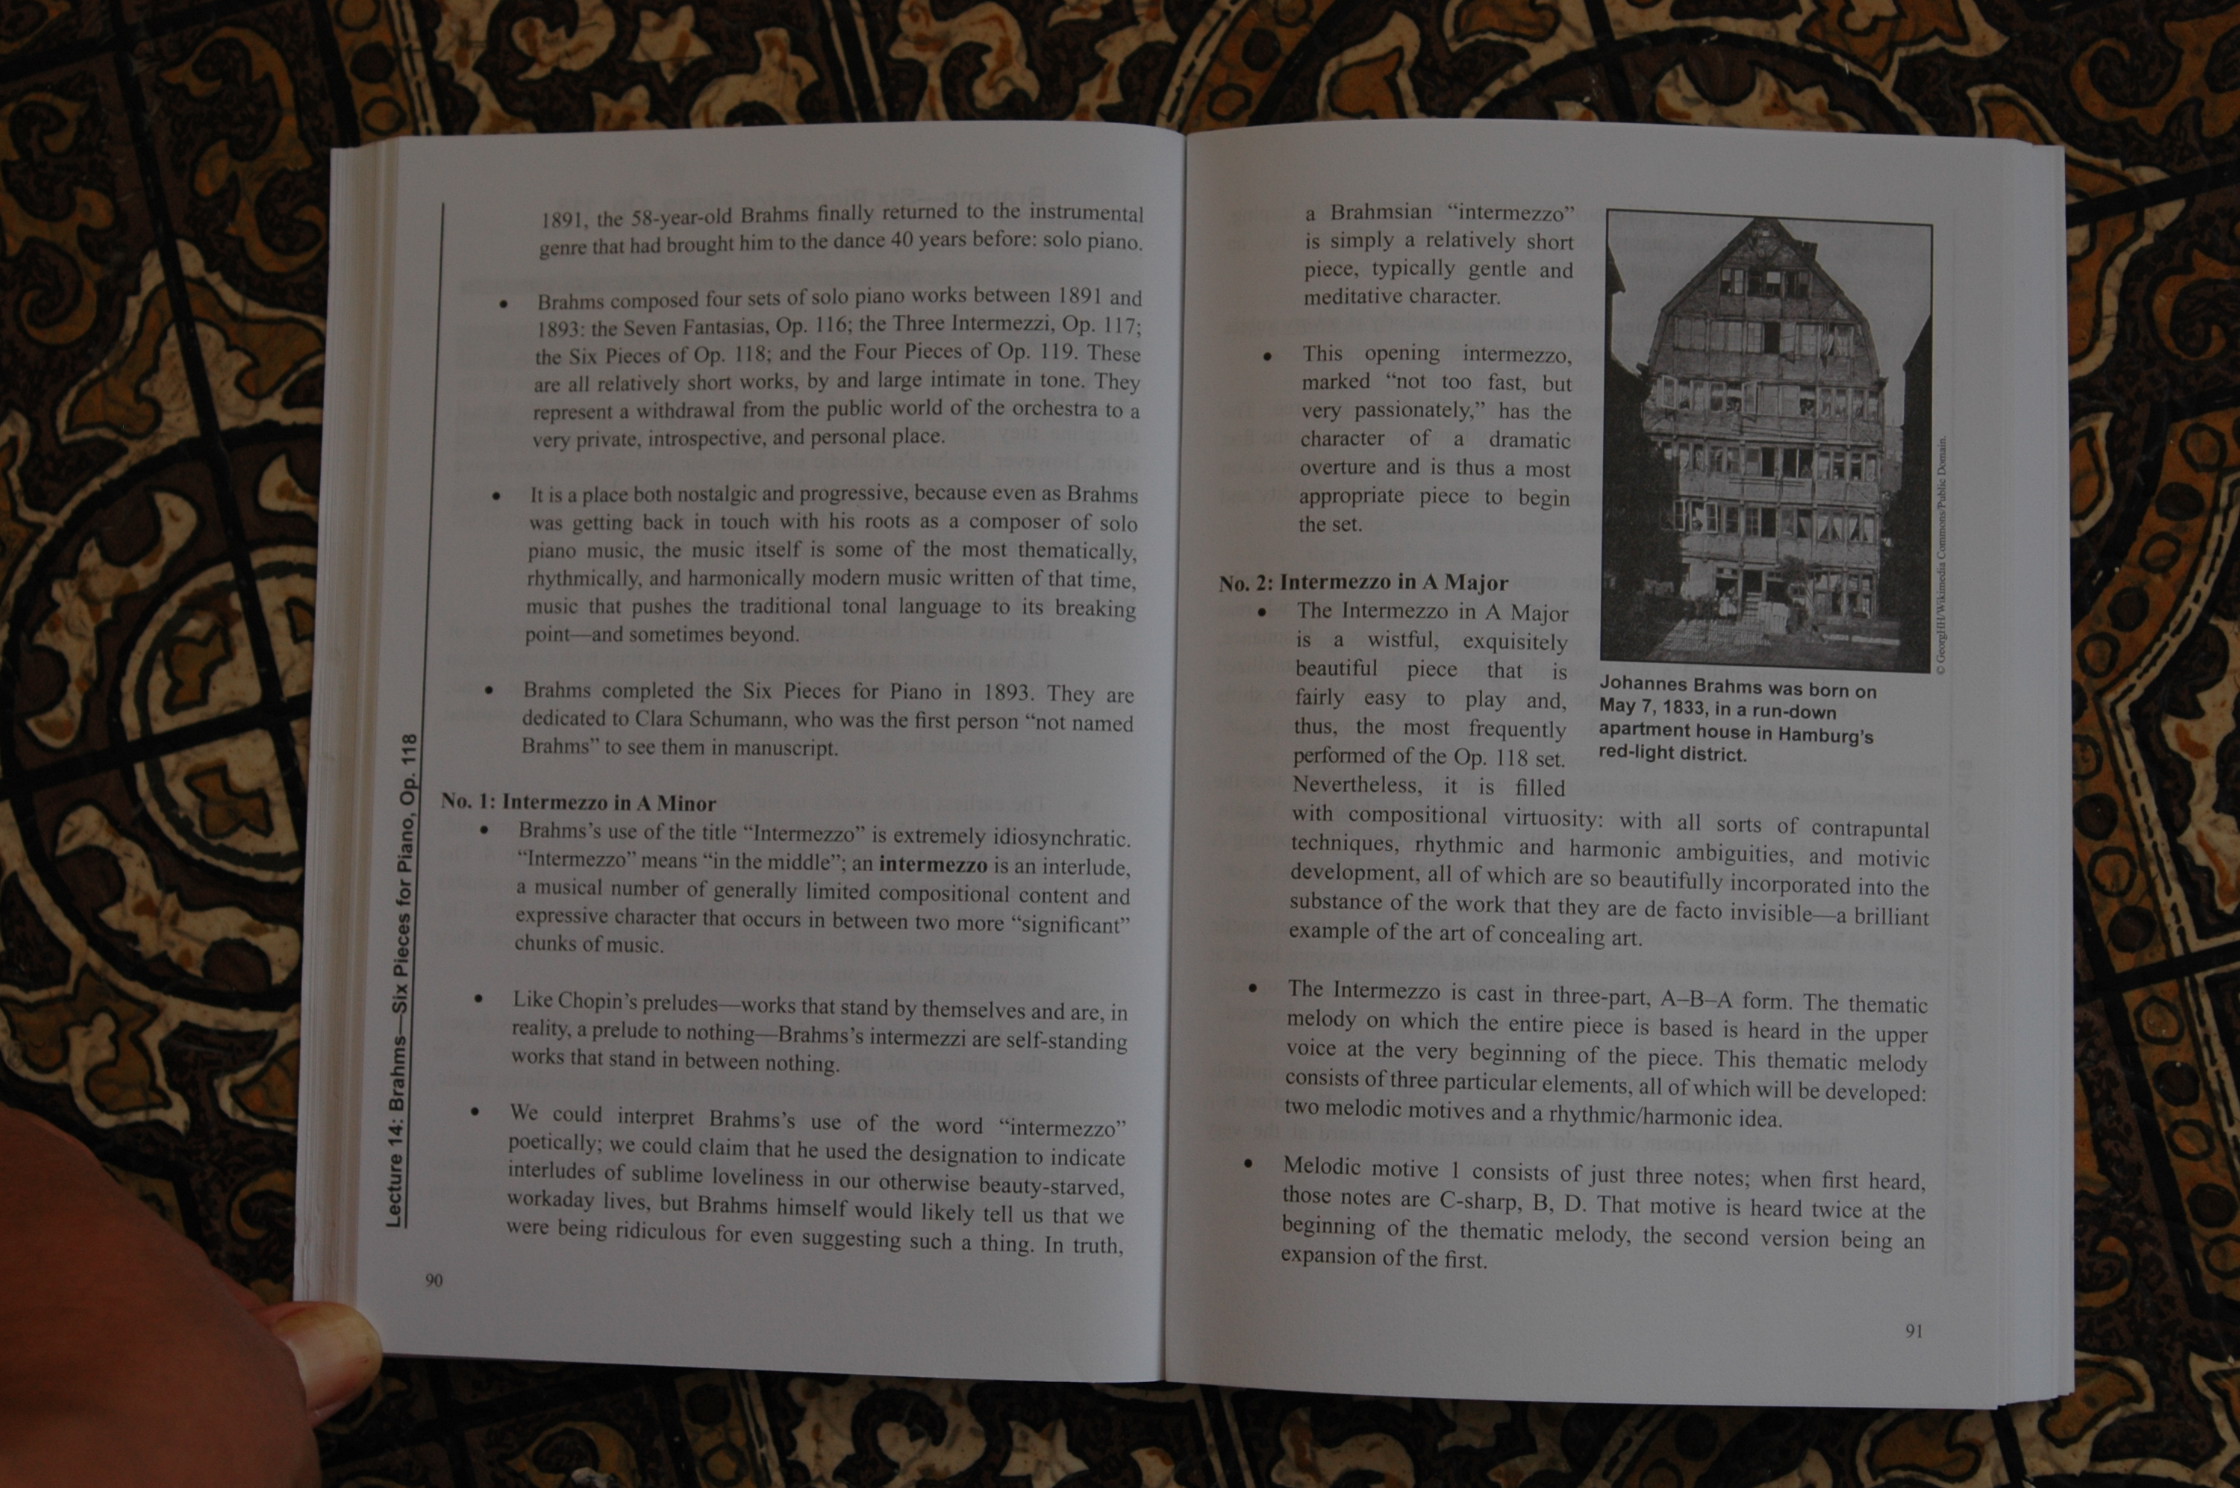 1891, the 58-year-old Brahms finally returned to the instrumental
genre that had brought him to the dance 40 years before: solo piano.
• Brahms composed four sets of solo piano works between 1891 and
1893: the Seven Fantasias, Op. 116; the Three Intermezzi, Op. 117;
the Six Pieces of Op. 118; and the Four Pieces of Op. 119. These
are all relatively short works, by and large intimate in tone. They
represent a withdrawal from the public world of the orchestra to a
very private, introspective, and personal place.
• It is a place both nostalgic and progressive, because even as Brahms
was getting back in touch with his roots as a composer of solo
piano music, the music itself is some of the most thematically,
rhythmically, and harmonically modern music written of that time,
music that pushes the traditional tonal language to its breaking
point—and sometimes beyond.
• Brahms completed the Six Pieces for Piano in 1893. They are
dedicated to Clara Schumann, who was the first person “not named
Brahms” to see them in manuscript.
No. 1: Intermezzo in A Minor
• Brahms’s use of the title “Intermezzo” is extremely idiosynchratic.
“Intermezzo” means “in the middle”; an intermezzo is an interlude,
a musical number of generally limited compositional content and
expressive character that occurs in between two more “significant”
chunks of music.
• Like Chopin’s preludes—works that stand by themselves and are, in
reality, a prelude to nothing—Brahms’s intermezzi are self-standing
works that stand in between nothing.
• We could interpret Brahms’s use of the word “intermezzo”
poetically; we could claim that he used the designation to indicate
interludes of sublime loveliness in our otherwise beauty-starved,
workaday lives, but Brahms himself would likely tell us that we
were being ridiculous for even suggesting such a thing. In truth,
Lecture 14: Brahms—Six Pieces for Piano, Op. 118
90
a Brahmsian “intermezzo”
is simply a relatively short
piece, typically gentle and
meditative character.
• This opening intermezzo,
marked “not too fast, but
very passionately,” has the
character of a dramatic
overture and is thus a most
appropriate piece to begin
the set.
© GeorgHH/Wikimedia Commons/Public Domain.
Johannes Brahms was born on
May 7, 1833, in a run-down
apartment house in Hamburg’s
red-light district.
No. 2: Intermezzo in A Major
• The Intermezzo in A Major
is a wistful, exquisitely
beautiful piece that is
fairly easy to play and,
thus, the most frequently
performed of the Op. 118 set.
Nevertheless, it is filled
with compositional virtuosity: with all sorts of contrapuntal
techniques, rhythmic and harmonic ambiguities, and motivic
development, all of which are so beautifully incorporated into the
substance of the work that they are de facto invisible—a brilliant
example of the art of concealing art.
• The Intermezzo is cast in three-part, A–B–A form. The thematic
melody on which the entire piece is based is heard in the upper
voice at the very beginning of the piece. This thematic melody
consists of three particular elements, all of which will be developed:
two melodic motives and a rhythmic/harmonic idea.
• Melodic motive 1 consists of just three notes; when first heard,
those notes are C-sharp, B, D. That motive is heard twice at the
beginning of the thematic melody, the second version being an
expansion of the first.
91